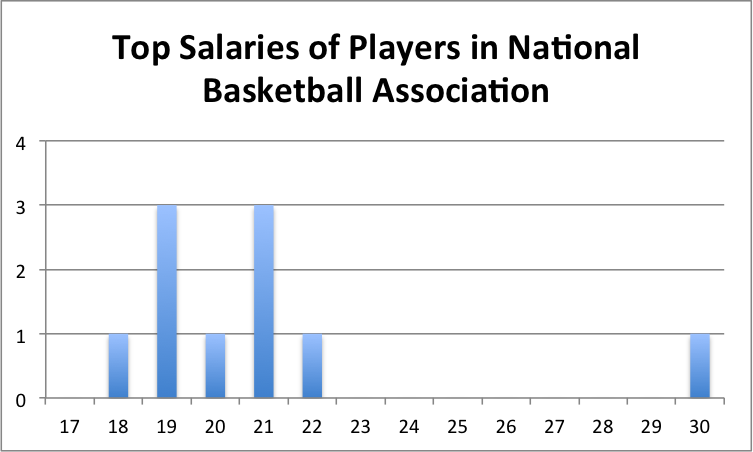 Top Salaries of Players in National
Basketball Association
4
3
2
1
0
17 18 19 20 21 22 23 24 25 26 27 28 29 30